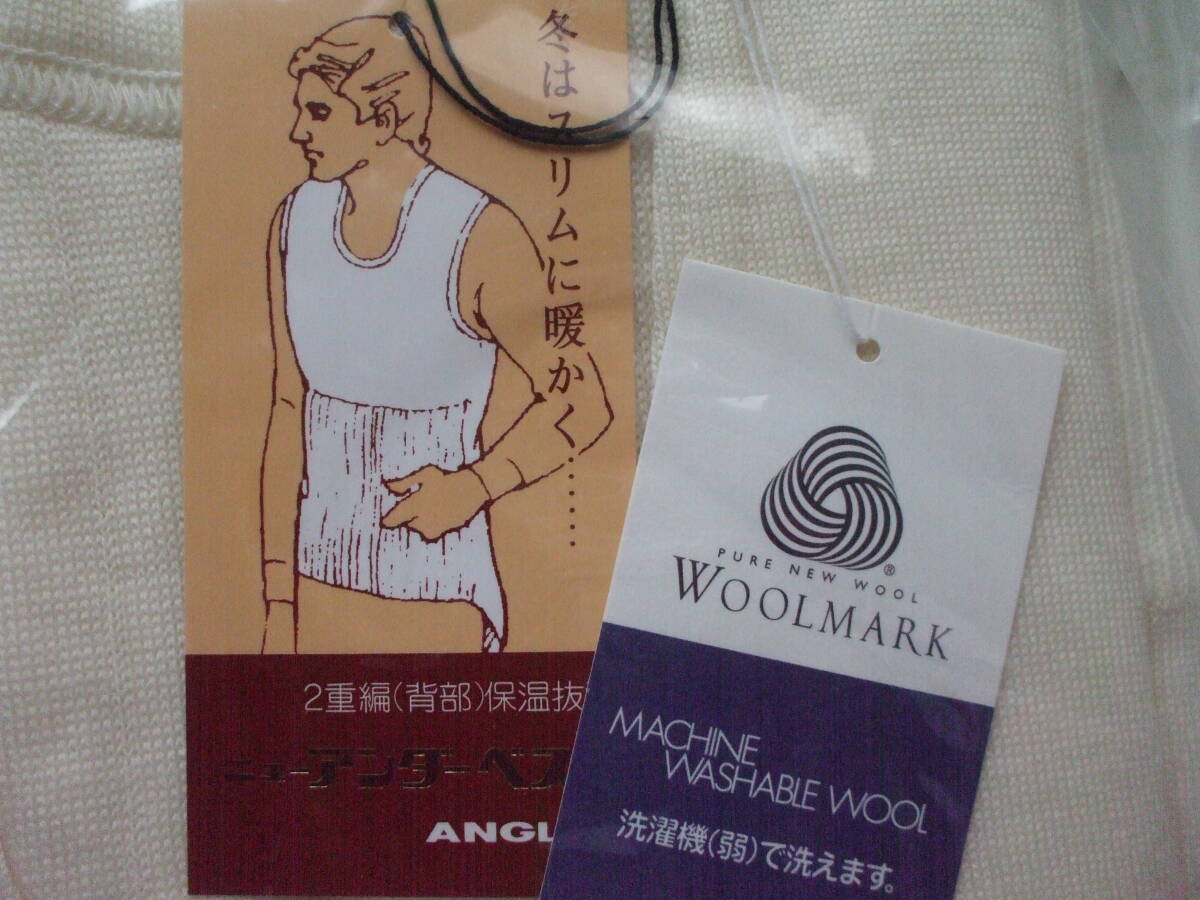 冬はスリムに暖かく……
2重編(背部)保温抜
ニューアンダーベス
ANGL
PURE NEW WOOL
WOOLMARK
®
MACHINE
WASHABLE WOOL
洗濯機(弱)で洗えます。